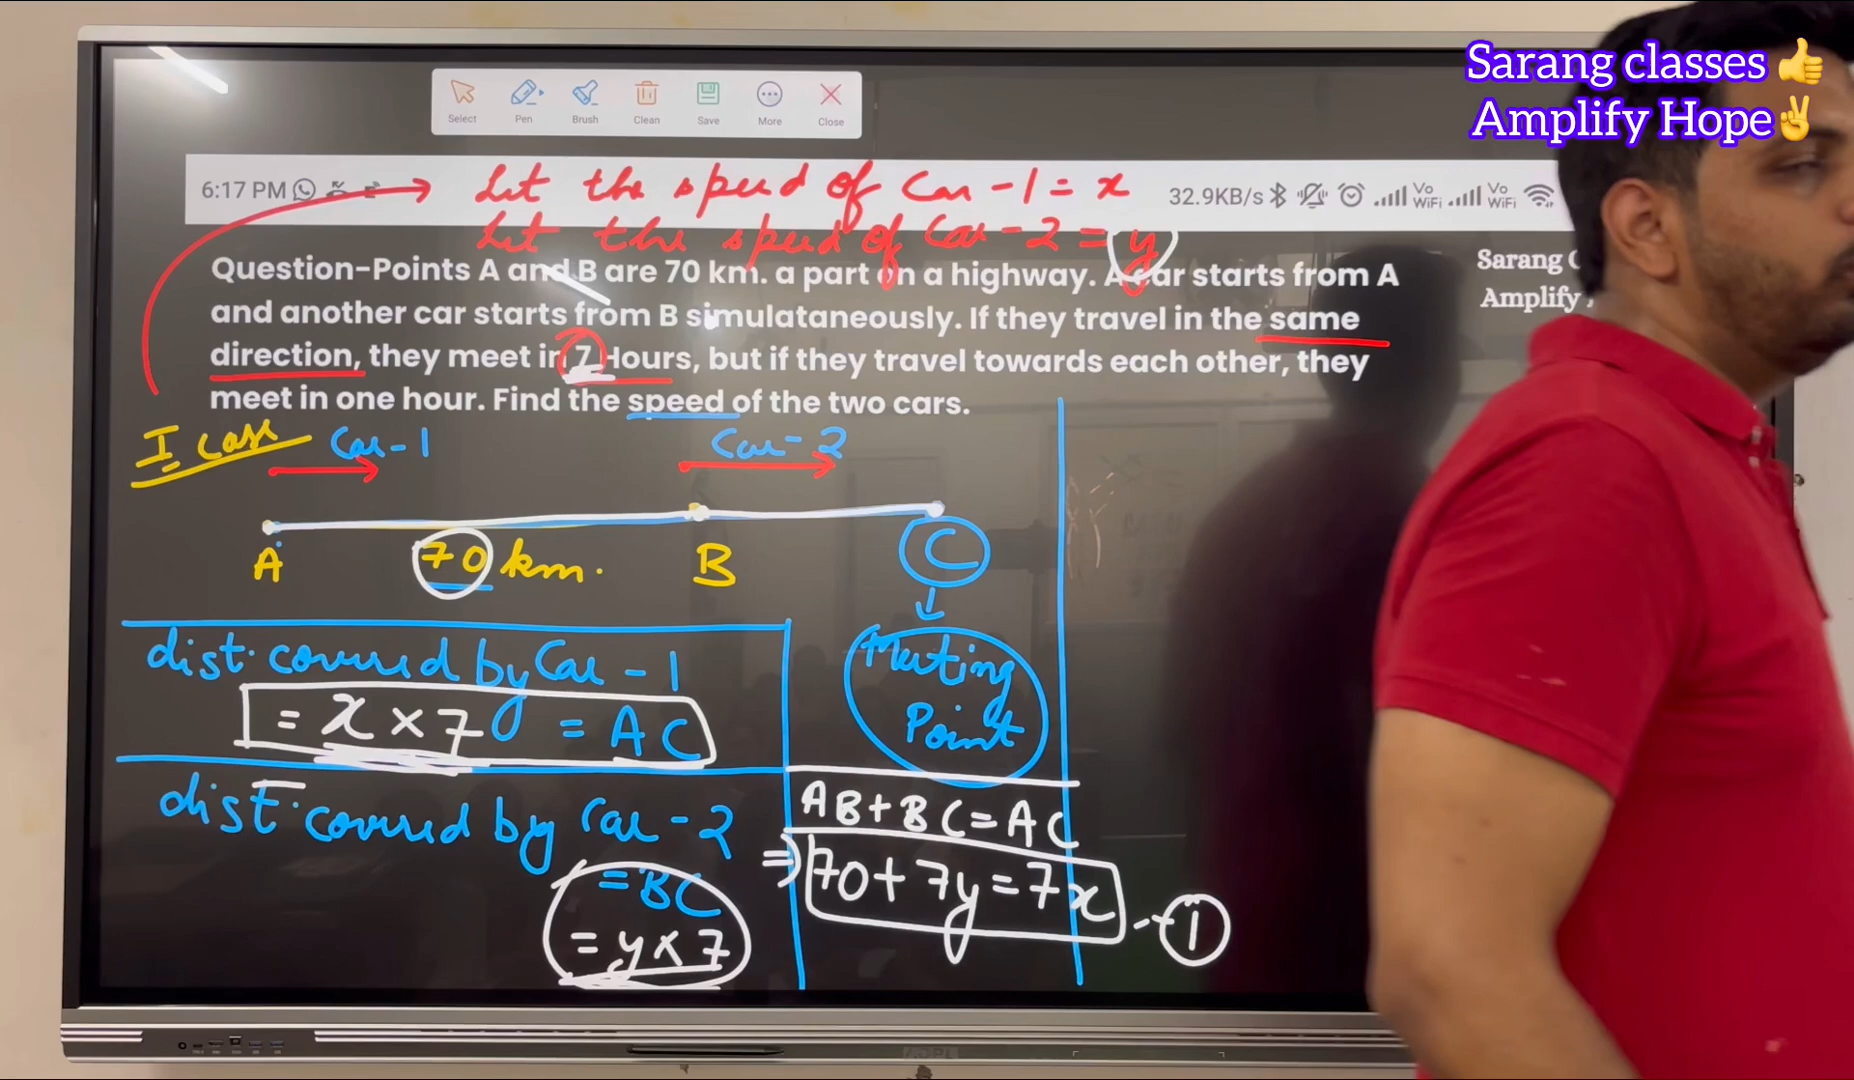 Sarang classes 👍
Amplify Hope✌
Select Pen Brush Clean Save More Close
6:17 PM
32.9KB/s Vo WiFi Vo WiFi
Let the speed of Car-1 = x
Let the speed of Car-2 = y
Question-Points A and B are 70 km. a part on a highway. A car starts from A
and another car starts from B simulataneously. If they travel in the same
direction, they meet in 7 Hours, but if they travel towards each other, they
meet in one hour. Find the speed of the two cars.
Sarang
Amplify
I case
Car-1
Car-2
A 70 km. B C
Meeting
Point
dist. covered by Car-1
= x × 7 = AC
dist. covered by Car-2
= BC
= y × 7
AB+BC=AC
⇒ 70+7y=7x - ①